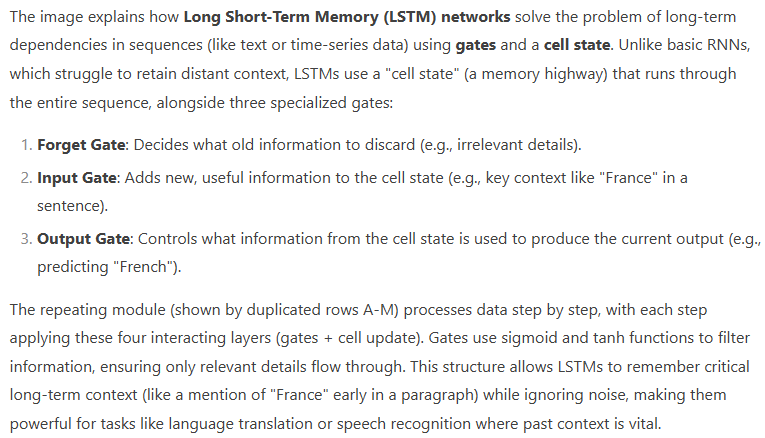 The image explains how Long Short-Term Memory (LSTM) networks solve the problem of long-term
dependencies in sequences (like text or time-series data) using gates and a cell state. Unlike basic RNNs,
which struggle to retain distant context, LSTMs use a "cell state" (a memory highway) that runs through
the entire sequence, alongside three specialized gates:
1. Forget Gate: Decides what old information to discard (e.g., irrelevant details).
2. Input Gate: Adds new, useful information to the cell state (e.g., key context like "France" in a
sentence).
3. Output Gate: Controls what information from the cell state is used to produce the current output (e.g.,
predicting "French").
The repeating module (shown by duplicated rows A-M) processes data step by step, with each step
applying these four interacting layers (gates + cell update). Gates use sigmoid and tanh functions to filter
information, ensuring only relevant details flow through. This structure allows LSTMs to remember critical
long-term context (like a mention of "France" early in a paragraph) while ignoring noise, making them
powerful for tasks like language translation or speech recognition where past context is vital.